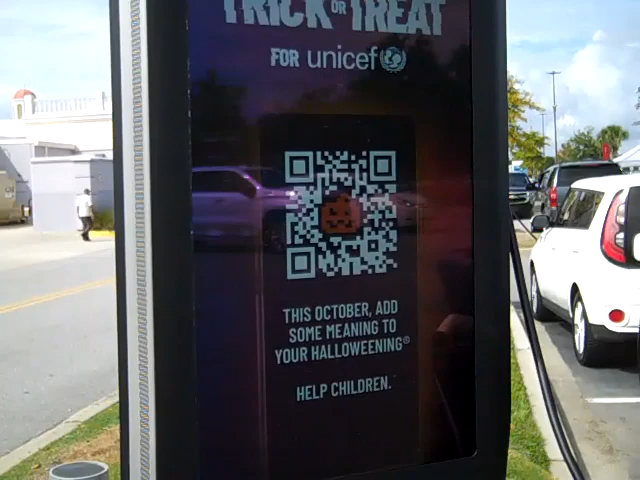 TRICK OR TREAT
FOR unicef
THIS OCTOBER, ADD
SOME MEANING TO
YOUR HALLOWEENING®
HELP CHILDREN.